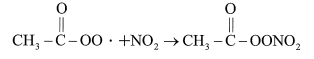 O O
|| ||
CH₃ – C – OO · +NO₂ → CH₃ – C – OONO₂